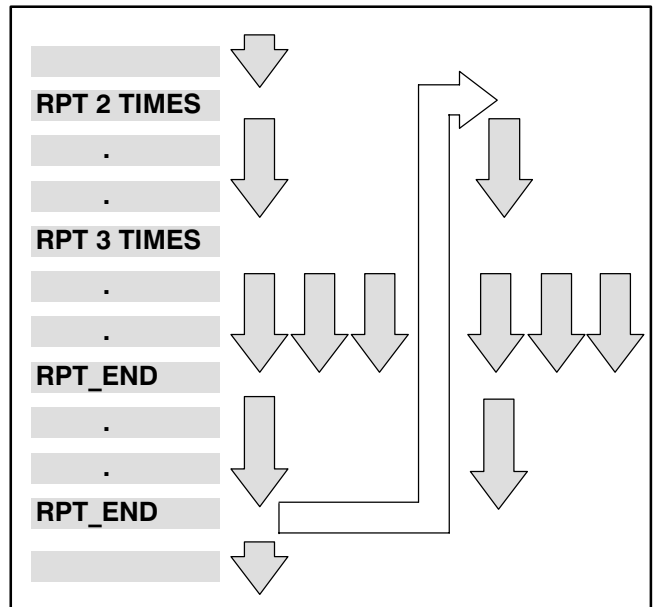 RPT 2 TIMES
.
.
RPT 3 TIMES
.
.
RPT_END
.
.
RPT_END